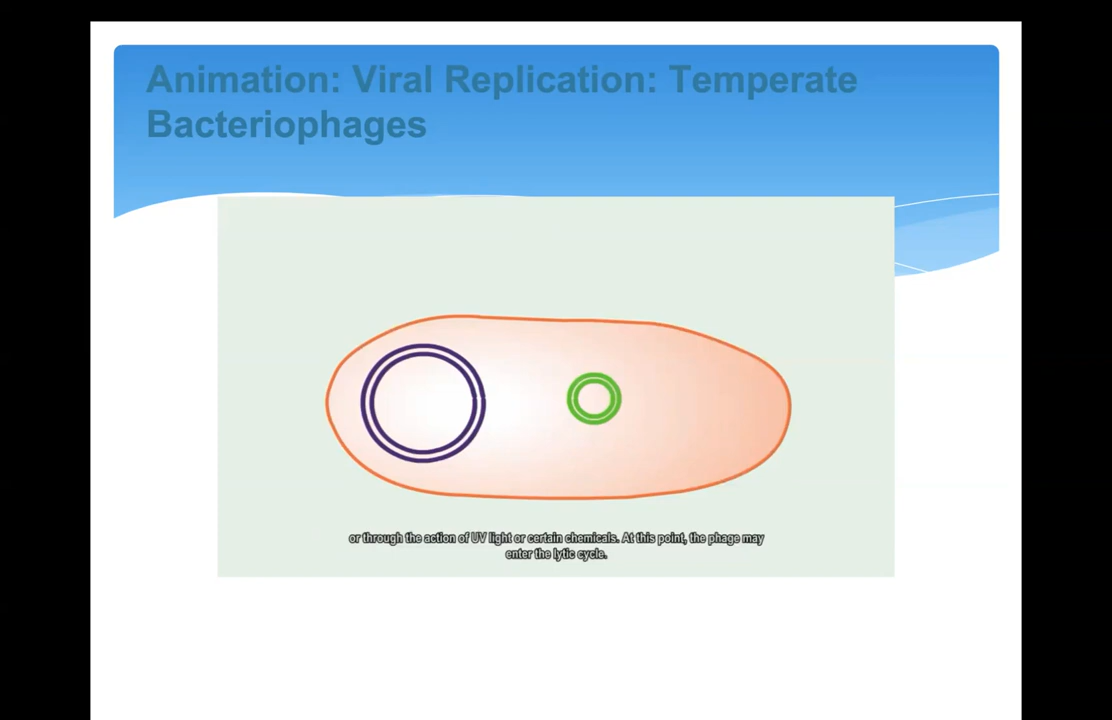 Animation: Viral Replication: Temperate
Bacteriophages
or through the action of UV light or certain chemicals. At this point, the phage may
enter the lytic cycle.